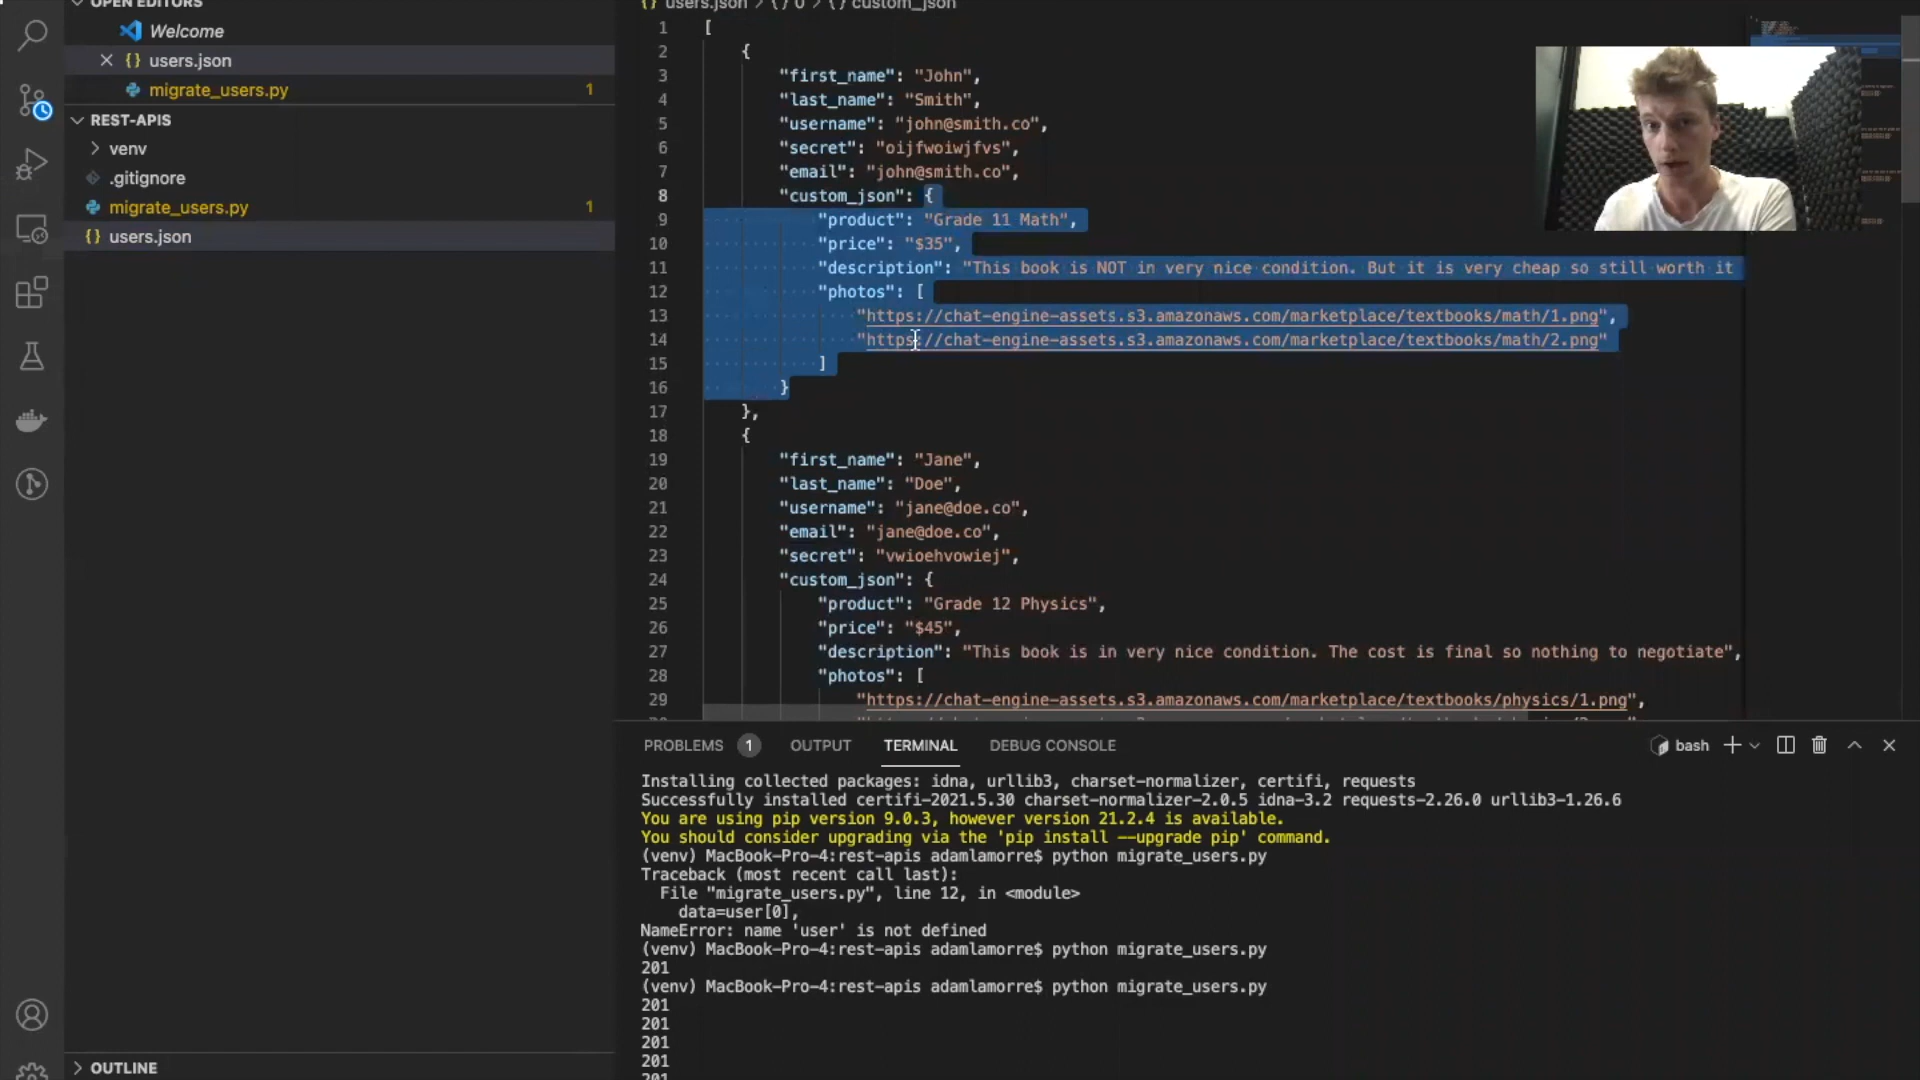 OPEN EDITORS
Welcome
users.json
migrate_users.py 1
REST-APIS
venv
.gitignore
migrate_users.py 1
users.json
OUTLINE
users.json > {} 0 > {} custom_json
1 [
2 {
3 "first_name": "John",
4 "last_name": "Smith",
5 "username": "john@smith.co",
6 "secret": "oijfwoiwjfvs",
7 "email": "john@smith.co",
8 "custom_json": {
9 "product": "Grade 11 Math",
10 "price": "$35",
11 "description": "This book is NOT in very nice condition. But it is very cheap so still worth it
12 "photos": [
13 "https://chat-engine-assets.s3.amazonaws.com/marketplace/textbooks/math/1.png",
14 "https://chat-engine-assets.s3.amazonaws.com/marketplace/textbooks/math/2.png"
15 ]
16 }
17 },
18 {
19 "first_name": "Jane",
20 "last_name": "Doe",
21 "username": "jane@doe.co",
22 "email": "jane@doe.co",
23 "secret": "vwioehvowiej",
24 "custom_json": {
25 "product": "Grade 12 Physics",
26 "price": "$45",
27 "description": "This book is in very nice condition. The cost is final so nothing to negotiate",
28 "photos": [
29 "https://chat-engine-assets.s3.amazonaws.com/marketplace/textbooks/physics/1.png",
PROBLEMS 1 OUTPUT TERMINAL DEBUG CONSOLE bash
Installing collected packages: idna, urllib3, charset-normalizer, certifi, requests
Successfully installed certifi-2021.5.30 charset-normalizer-2.0.5 idna-3.2 requests-2.26.0 urllib3-1.26.6
You are using pip version 9.0.3, however version 21.2.4 is available.
You should consider upgrading via the 'pip install --upgrade pip' command.
(venv) MacBook-Pro-4:rest-apis adamlamorre$ python migrate_users.py
Traceback (most recent call last):
File "migrate_users.py", line 12, in <module>
data=user[0],
NameError: name 'user' is not defined
(venv) MacBook-Pro-4:rest-apis adamlamorre$ python migrate_users.py
201
(venv) MacBook-Pro-4:rest-apis adamlamorre$ python migrate_users.py
201
201
201
201
201